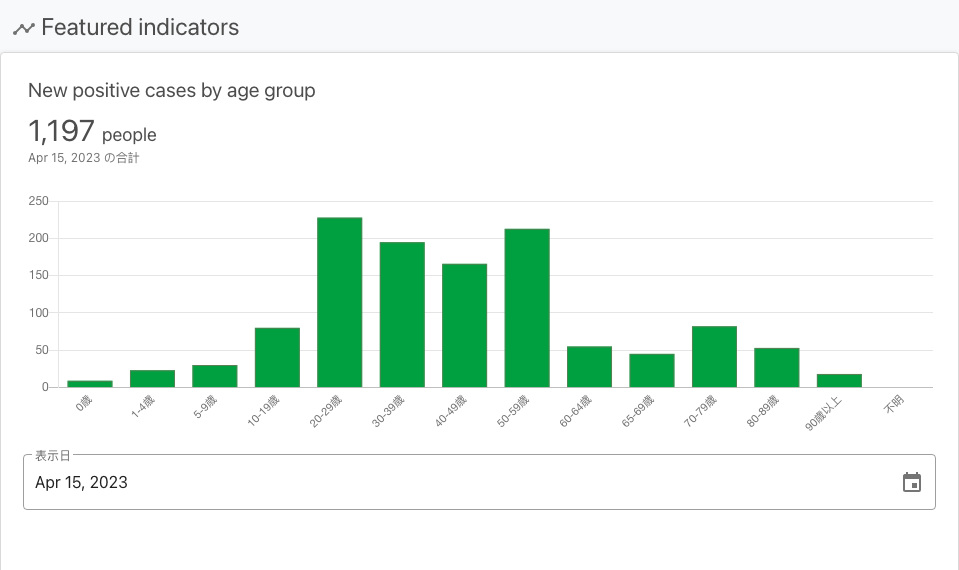 Featured indicators
New positive cases by age group
1,197 people
Apr 15, 2023 の合計
250
200
150
100
50
0
0歳
1-4歳
5-9歳
10-19歳
20-29歳
30-39歳
40-49歳
50-59歳
60-64歳
65-69歳
70-79歳
80-89歳
90歳以上
不明
表示日
Apr 15, 2023